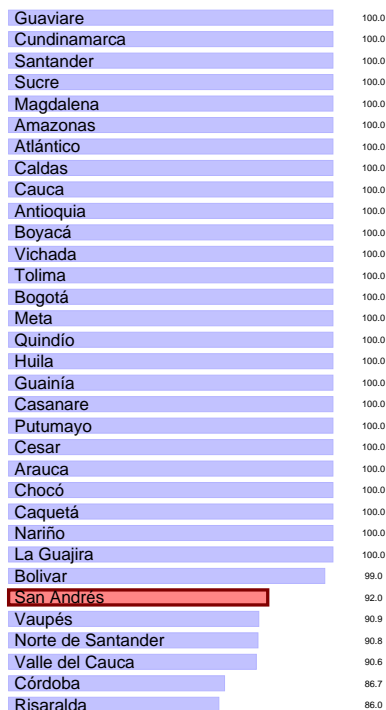 Guaviare 100.0
Cundinamarca 100.0
Santander 100.0
Sucre 100.0
Magdalena 100.0
Amazonas 100.0
Atlántico 100.0
Caldas 100.0
Cauca 100.0
Antioquia 100.0
Boyacá 100.0
Vichada 100.0
Tolima 100.0
Bogotá 100.0
Meta 100.0
Quindío 100.0
Huila 100.0
Guainía 100.0
Casanare 100.0
Putumayo 100.0
Cesar 100.0
Arauca 100.0
Chocó 100.0
Caquetá 100.0
Nariño 100.0
La Guajira 100.0
Bolivar 99.0
San Andrés 92.0
Vaupés 90.9
Norte de Santander 90.8
Valle del Cauca 90.6
Córdoba 86.7
Risaralda 86.0